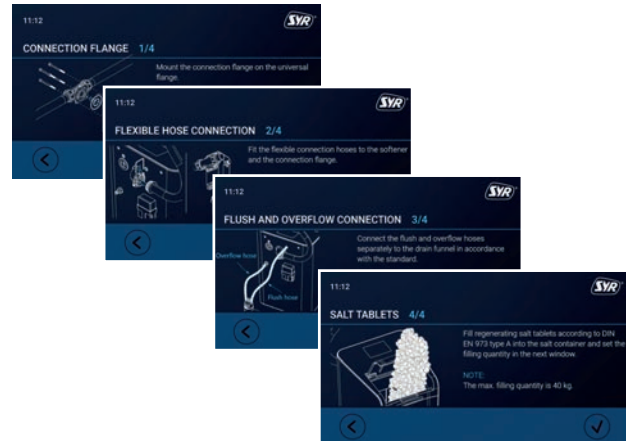 11:12
SYR
CONNECTION FLANGE 1/4
Mount the connection flange on the universal
flange.
11:12
SYR
FLEXIBLE HOSE CONNECTION 2/4
Fit the flexible connection hoses to the softener
and the connection flange.
11:12
SYR
FLUSH AND OVERFLOW CONNECTION 3/4
Connect the flush and overflow hoses
separately to the drain funnel in accordance
with the standard.
Overflow hose
Flush hose
11:12
SYR
SALT TABLETS 4/4
Fill regenerating salt tablets according to DIN
EN 973 type A into the salt container and set the
filling quantity in the next window.
NOTE:
The max. filling quantity is 40 kg.